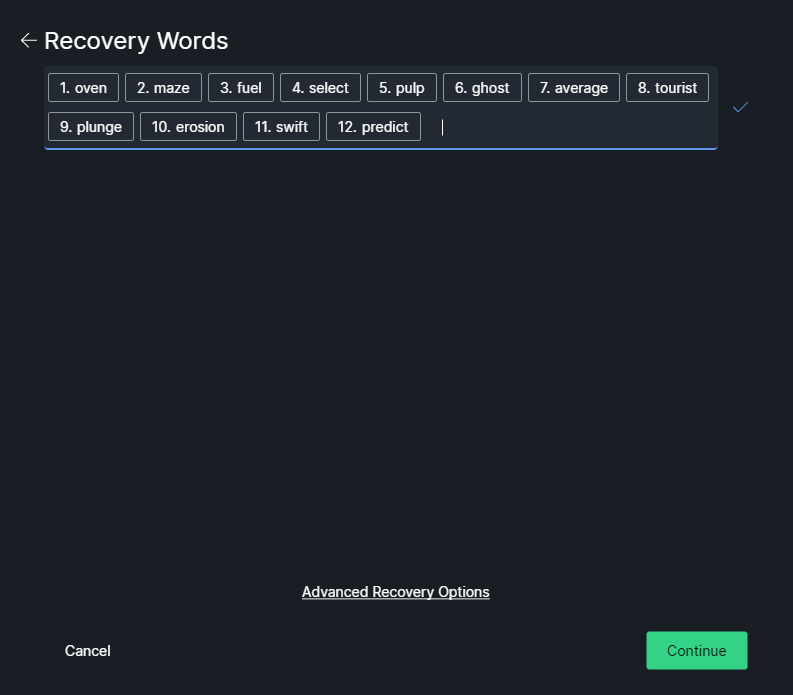 Recovery Words
1. oven 2. maze 3. fuel 4. select 5. pulp 6. ghost 7. average 8. tourist
9. plunge 10. erosion 11. swift 12. predict
Advanced Recovery Options
Cancel Continue